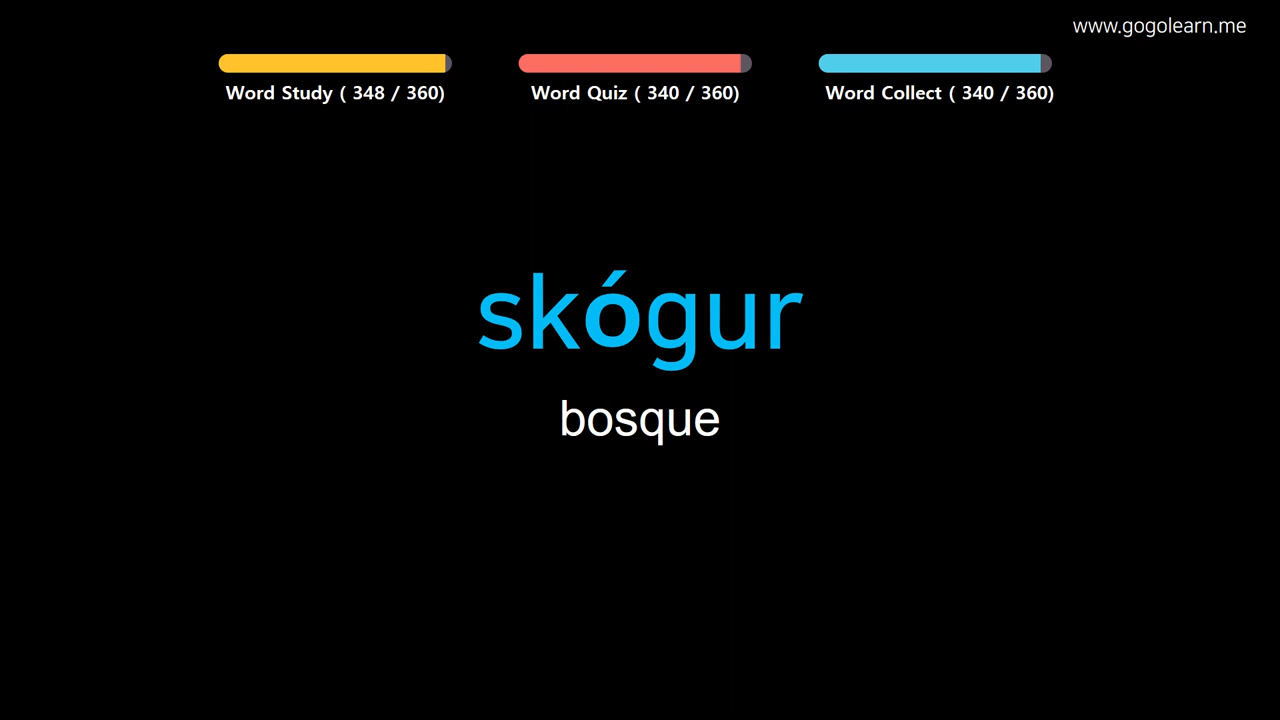 www.gogolearn.me
Word Study ( 348 / 360)
Word Quiz ( 340 / 360)
Word Collect ( 340 / 360)
skógur
bosque